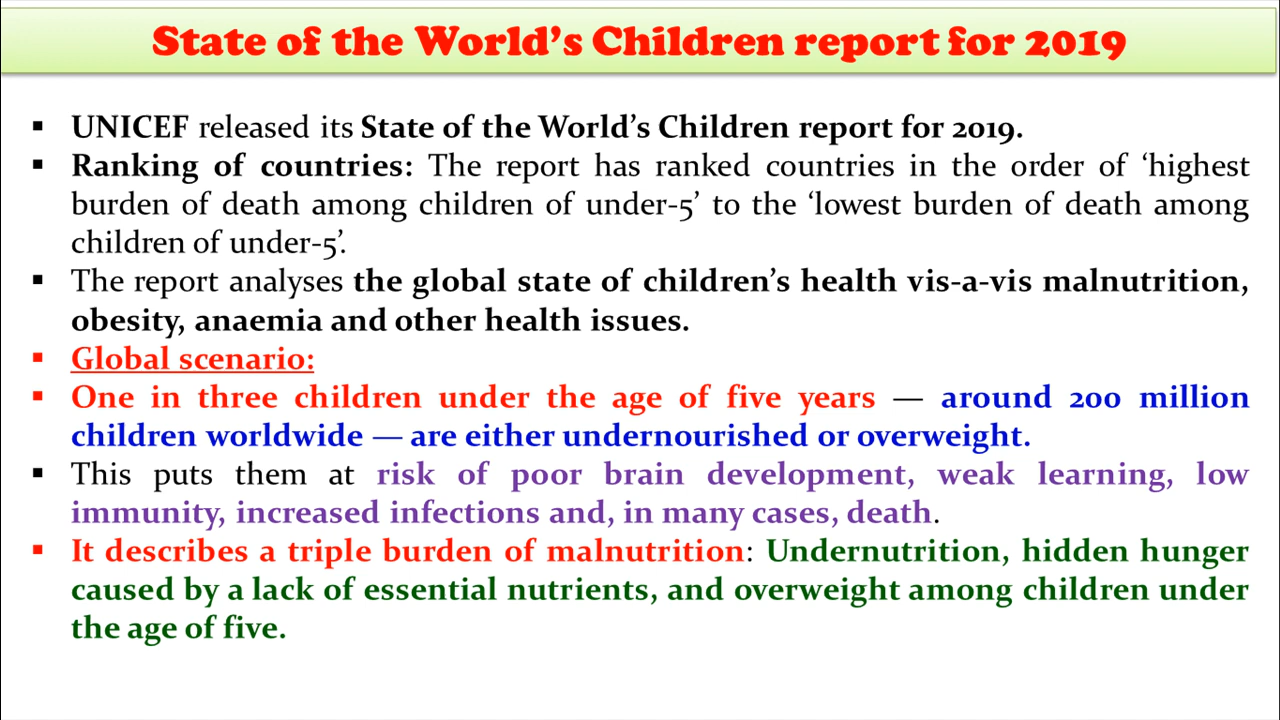 State of the World's Children report for 2019
▪ UNICEF released its State of the World's Children report for 2019.
▪ Ranking of countries: The report has ranked countries in the order of ‘highest
burden of death among children of under-5’ to the ‘lowest burden of death among
children of under-5’.
▪ The report analyses the global state of children’s health vis-a-vis malnutrition,
obesity, anaemia and other health issues.
▪ Global scenario:
▪ One in three children under the age of five years — around 200 million
children worldwide — are either undernourished or overweight.
▪ This puts them at risk of poor brain development, weak learning, low
immunity, increased infections and, in many cases, death.
▪ It describes a triple burden of malnutrition: Undernutrition, hidden hunger
caused by a lack of essential nutrients, and overweight among children under
the age of five.